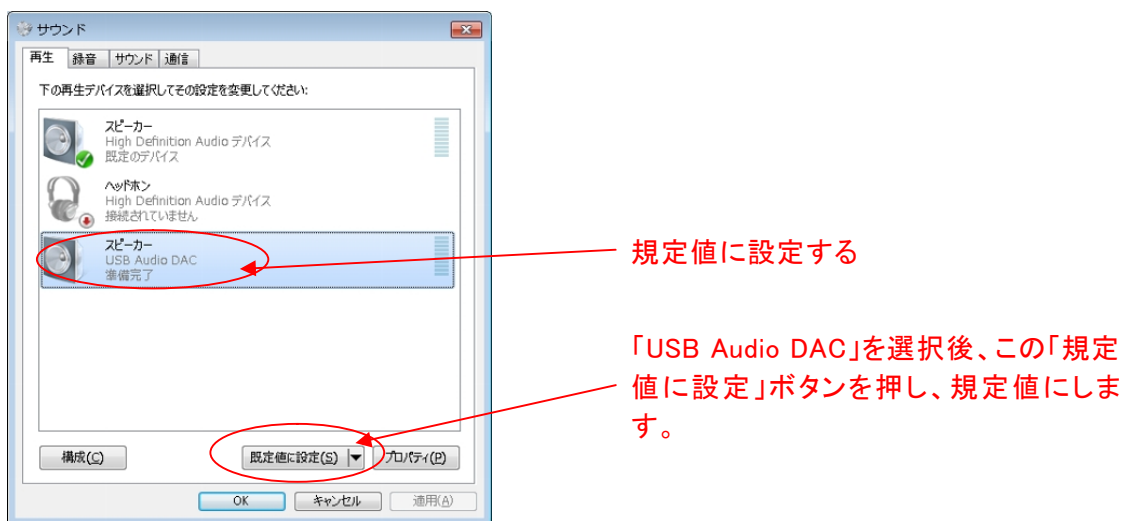 サウンド
再生 録音 サウンド 通信
下の再生デバイスを選択してその設定を変更してください:
スピーカー
High Definition Audio デバイス
既定のデバイス
ヘッドホン
High Definition Audio デバイス
接続されていません
スピーカー
USB Audio DAC
準備完了
規定値に設定する
「USB Audio DAC」を選択後、この「規定
値に設定」ボタンを押し、規定値にしま
す。
構成(C) 既定値に設定(S) プロパティ(P)
OK キャンセル 適用(A)